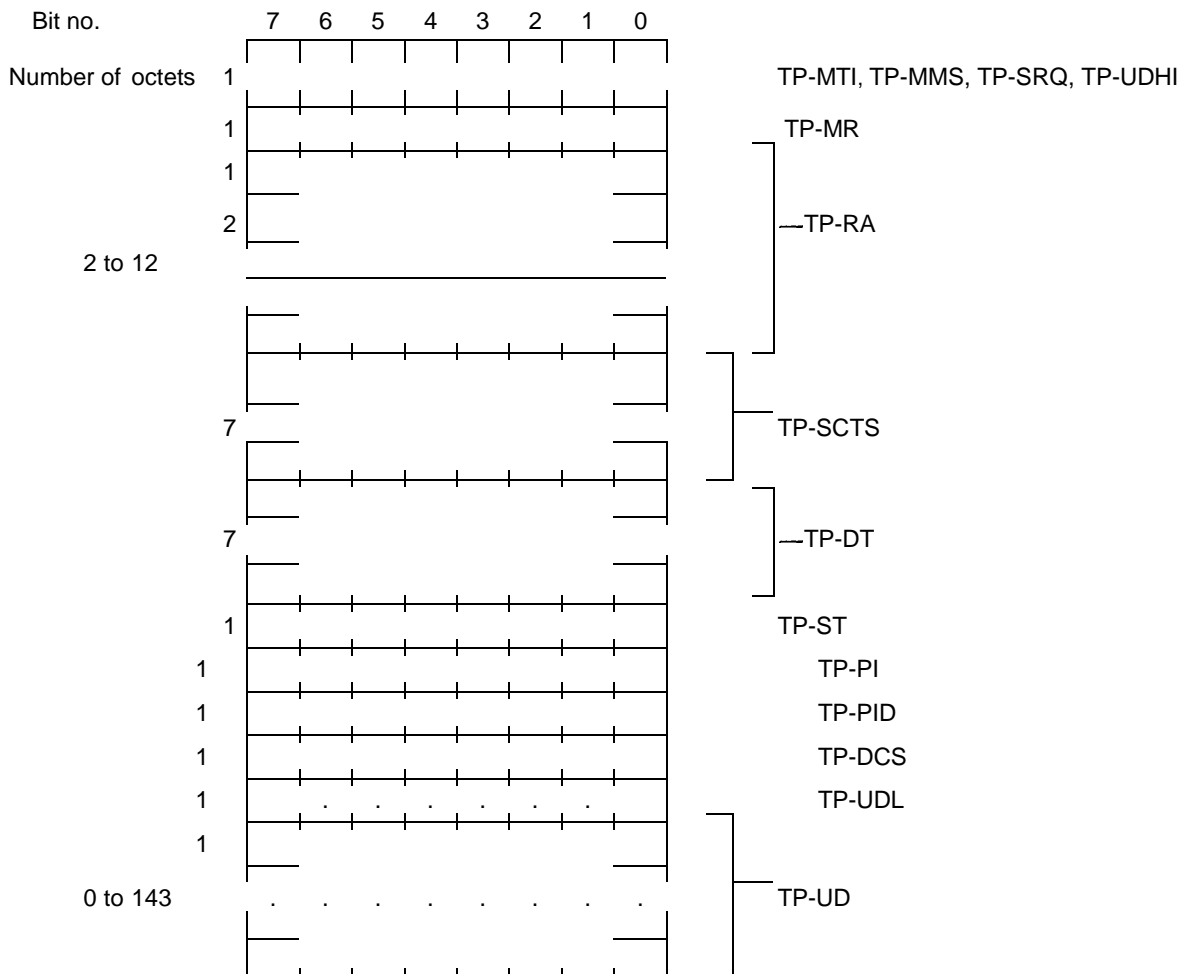 Bit no. 7 6 5 4 3 2 1 0
Number of octets 1 TP-MTI, TP-MMS, TP-SRQ, TP-UDHI
1 TP-MR
1
2 TP-RA
2 to 12
7 TP-SCTS
7 TP-DT
1 TP-ST
1 TP-PI
1 TP-PID
1 TP-DCS
1 . . . . . . TP-UDL
1
0 to 143 . . . . . . . . TP-UD